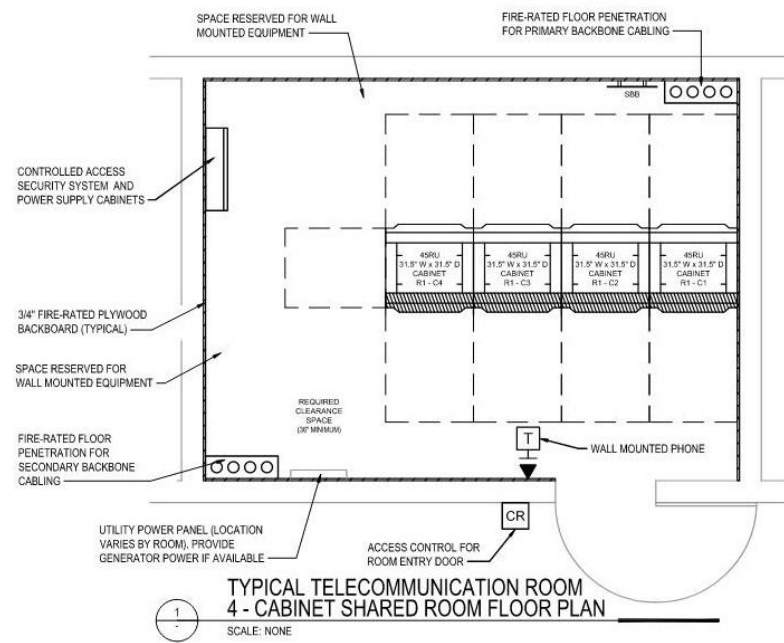 SPACE RESERVED FOR WALL
MOUNTED EQUIPMENT
FIRE-RATED FLOOR PENETRATION
FOR PRIMARY BACKBONE CABLING
SBB
CONTROLLED ACCESS
SECURITY SYSTEM AND
POWER SUPPLY CABINETS
45RU
31.5" W x 31.5" D
CABINET
R1 - C4
45RU
31.5" W x 31.5" D
CABINET
R1 - C3
45RU
31.5" W x 31.5" D
CABINET
R1 - C2
45RU
31.5" W x 31.5" D
CABINET
R1 - C1
3/4" FIRE-RATED PLYWOOD
BACKBOARD (TYPICAL)
SPACE RESERVED FOR
WALL MOUNTED EQUIPMENT
REQUIRED
CLEARANCE
SPACE
(36" MINIMUM)
FIRE-RATED FLOOR
PENETRATION FOR
SECONDARY BACKBONE
CABLING
T
WALL MOUNTED PHONE
CR
UTILITY POWER PANEL (LOCATION
VARIES BY ROOM). PROVIDE
GENERATOR POWER IF AVAILABLE
ACCESS CONTROL FOR
ROOM ENTRY DOOR
1
-
TYPICAL TELECOMMUNICATION ROOM
4 - CABINET SHARED ROOM FLOOR PLAN
SCALE: NONE